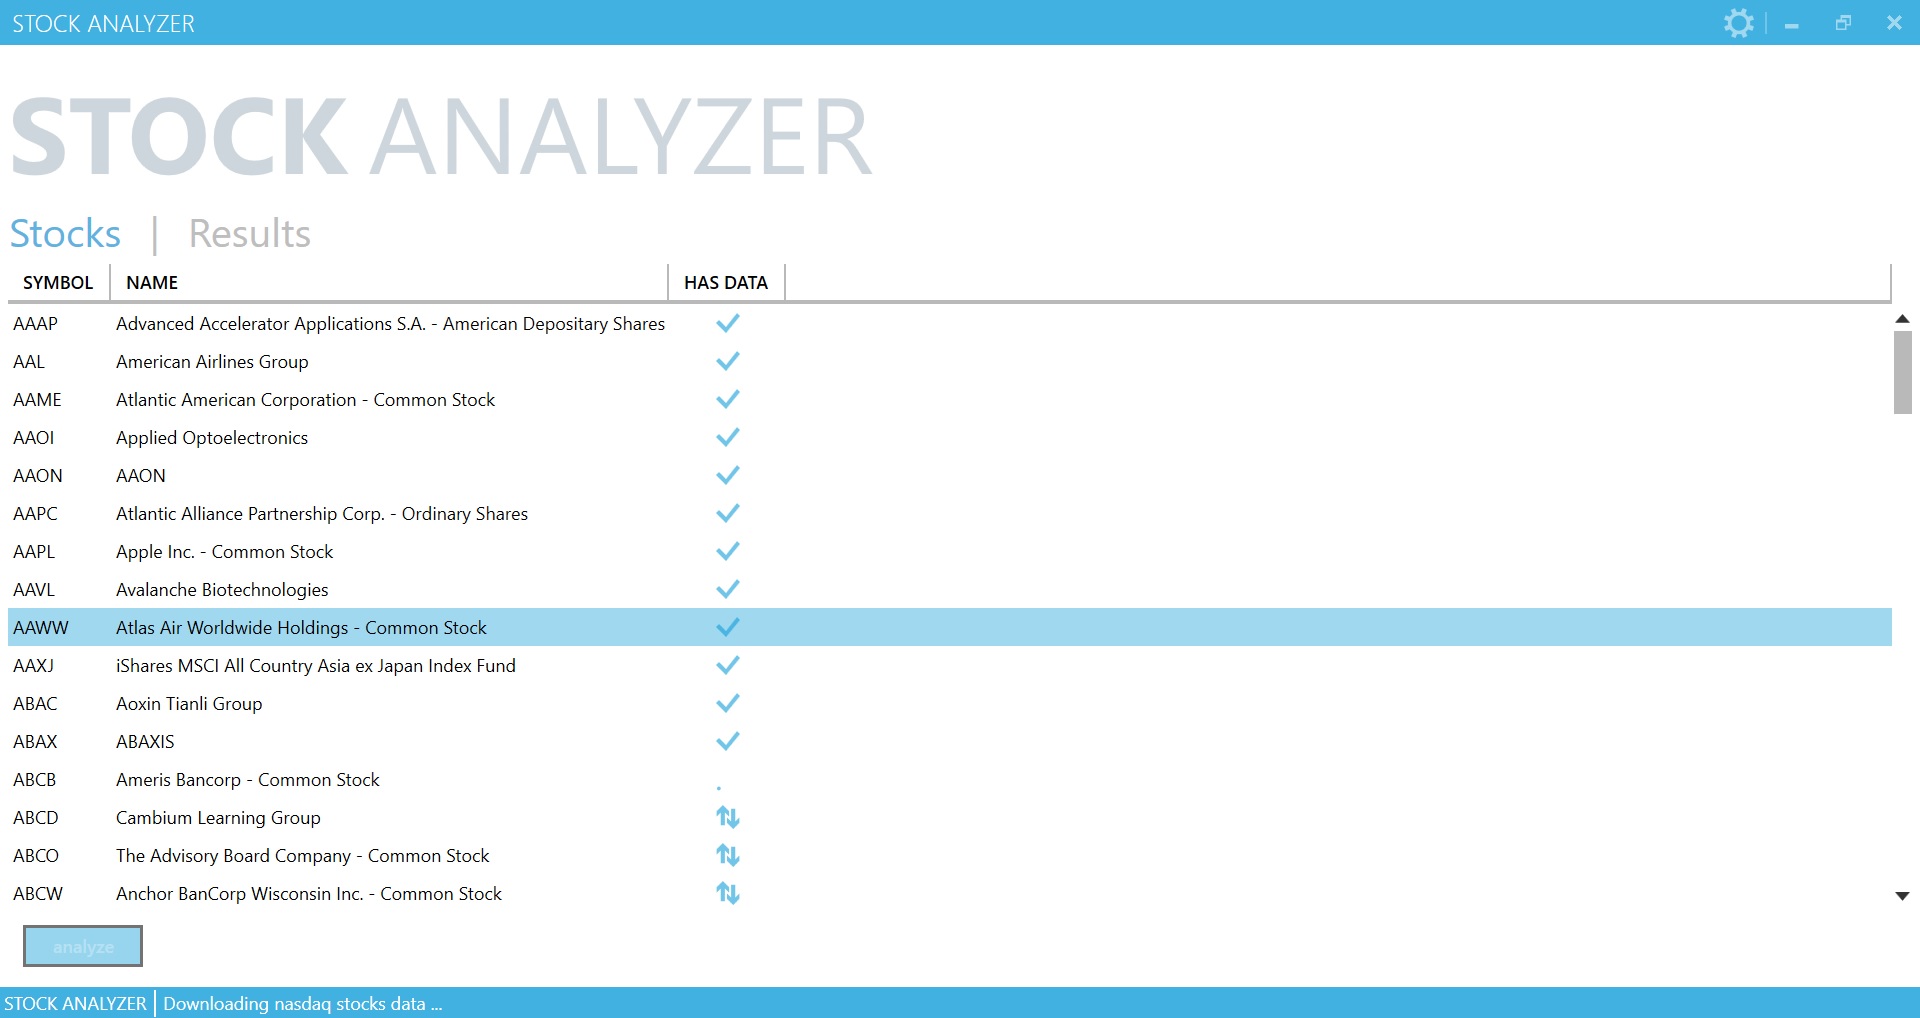 STOCK ANALYZER
STOCK ANALYZER
Stocks | Results
SYMBOL NAME HAS DATA
AAAP Advanced Accelerator Applications S.A. - American Depositary Shares
AAL American Airlines Group
AAME Atlantic American Corporation - Common Stock
AAOI Applied Optoelectronics
AAON AAON
AAPC Atlantic Alliance Partnership Corp. - Ordinary Shares
AAPL Apple Inc. - Common Stock
AAVL Avalanche Biotechnologies
AAWW Atlas Air Worldwide Holdings - Common Stock
AAXJ iShares MSCI All Country Asia ex Japan Index Fund
ABAC Aoxin Tianli Group
ABAX ABAXIS
ABCB Ameris Bancorp - Common Stock
ABCD Cambium Learning Group
ABCO The Advisory Board Company - Common Stock
ABCW Anchor BanCorp Wisconsin Inc. - Common Stock
analyze
STOCK ANALYZER | Downloading nasdaq stocks data ...